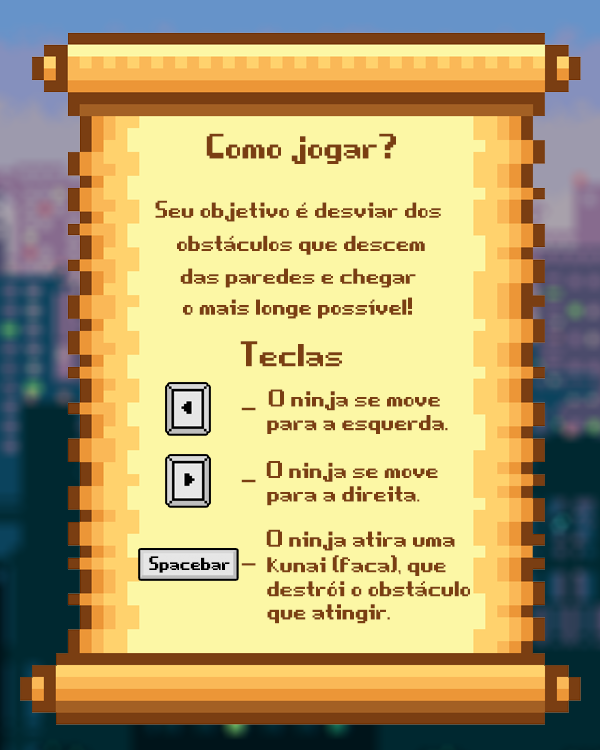 Como jogar?
Seu objetivo é desviar dos
obstáculos que descem
das paredes e chegar
o mais longe possível!
Teclas
_ O ninja se move
para a esquerda.
_ O ninja se move
para a direita.
O ninja atira uma
Spacebar – Kunai (faca), que
destrói o obstáculo
que atingir.